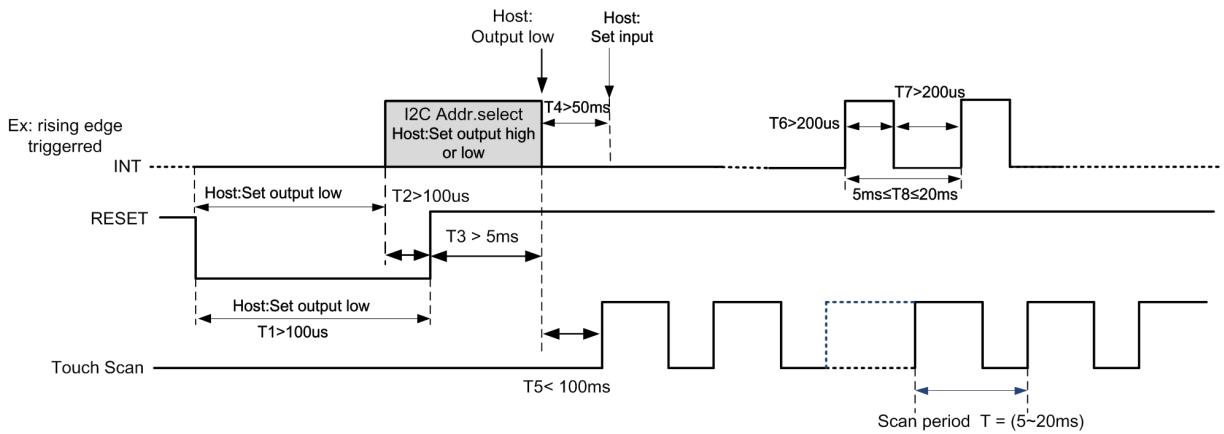 Host:
Output low
Host:
Set input
Ex: rising edge
triggerred
I2C Addr.select
Host:Set output high
or low
T4>50ms
T6>200us
T7>200us
INT
5ms≤T8≤20ms
Host:Set output low
T2>100us
RESET
T3 > 5ms
Host:Set output low
T1>100us
Touch Scan
T5< 100ms
Scan period T = (5~20ms)